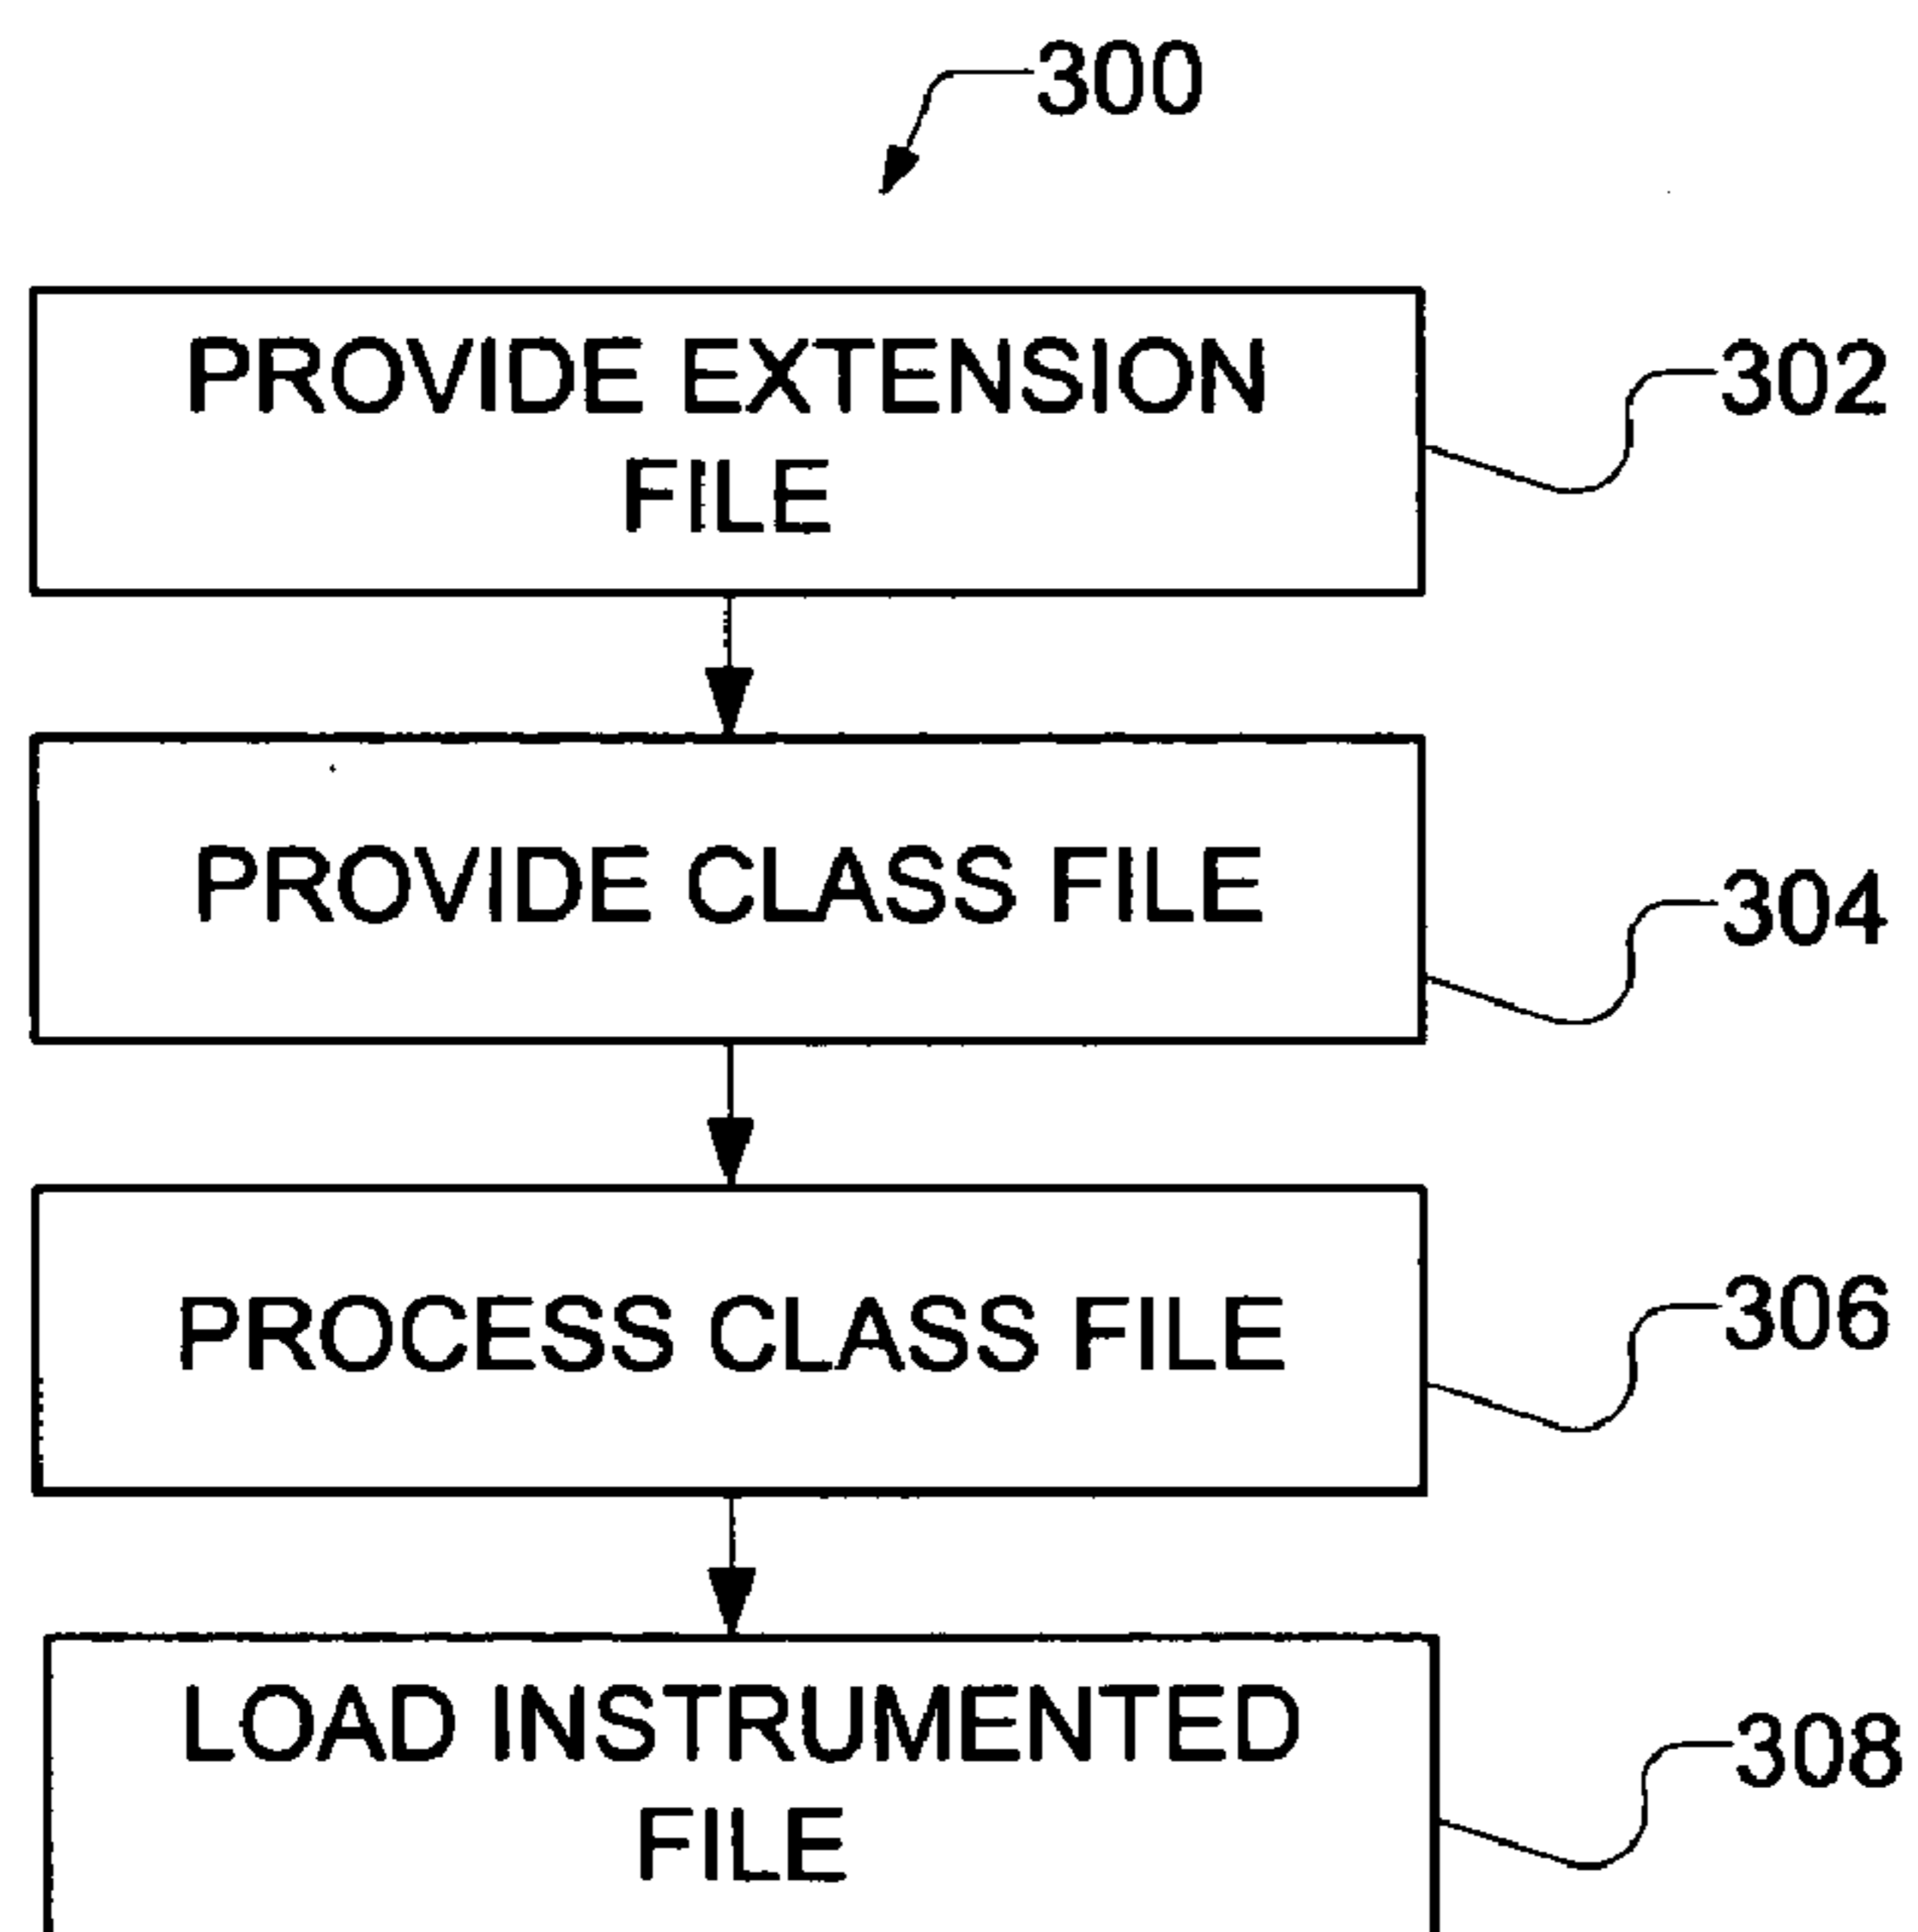 300
PROVIDE EXTENSION
FILE
302
PROVIDE CLASS FILE
304
PROCESS CLASS FILE
306
LOAD INSTRUMENTED
FILE
308